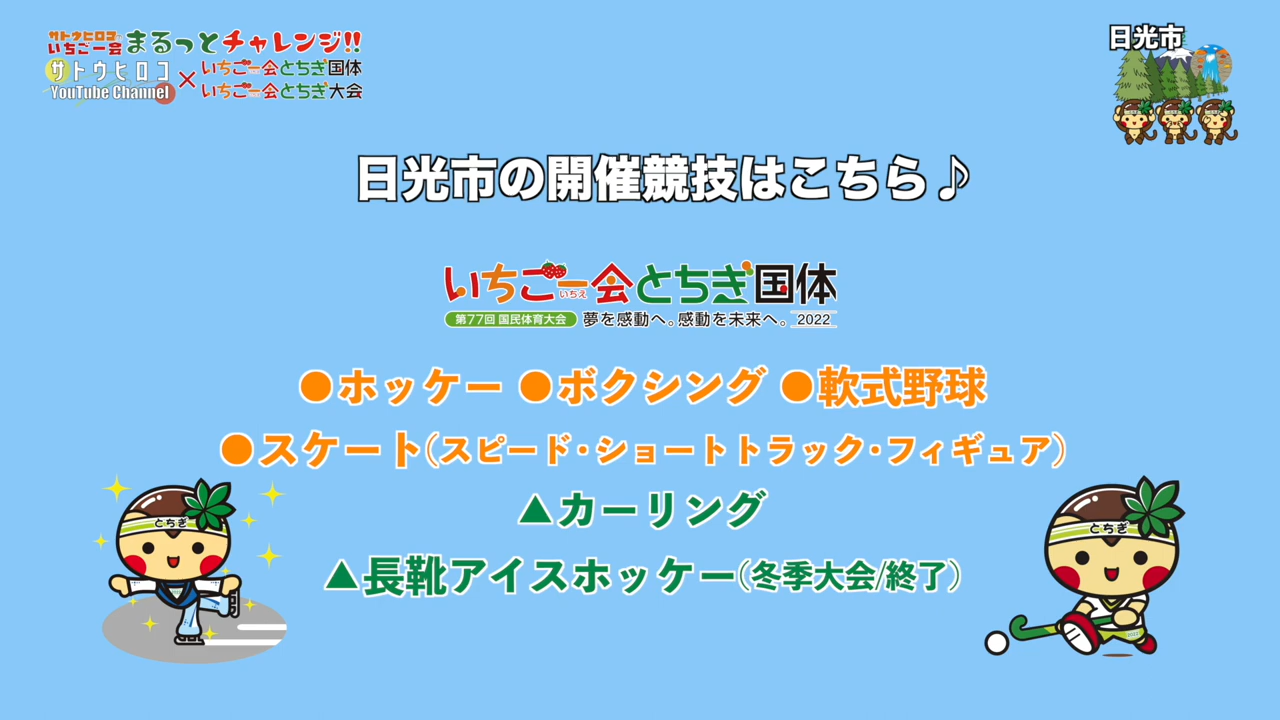 サトウヒロコの
いちご一会 まるっとチャレンジ!!
サトウヒロコ
YouTube Channel
×
いちご一会とちぎ国体
いちご一会とちぎ大会
日光市
日光市の開催競技はこちら♪
いちご一会とちぎ国体
いちえ
第77回 国民体育大会 夢を感動へ。感動を未来へ。 2022
●ホッケー ●ボクシング ●軟式野球
●スケート(スピード・ショートトラック・フィギュア)
▲カーリング
▲長靴アイスホッケー(冬季大会/終了)
とちぎ
とちぎ